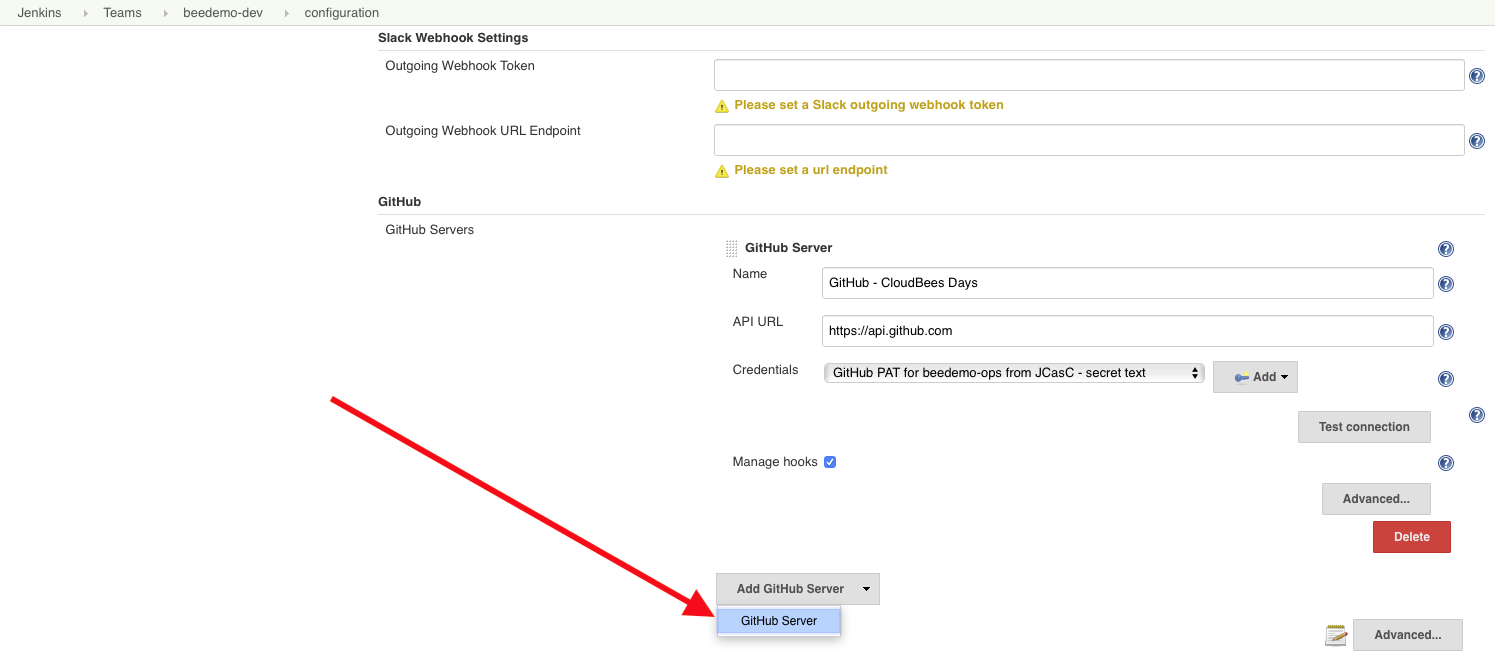 Jenkins Teams beedemo-dev configuration
Slack Webhook Settings
Outgoing Webhook Token
Please set a Slack outgoing webhook token
Outgoing Webhook URL Endpoint
Please set a url endpoint
GitHub
GitHub Servers
GitHub Server
Name
GitHub - CloudBees Days
API URL
https://api.github.com
Credentials
GitHub PAT for beedemo-ops from JCasC - secret text
Add
Test connection
Manage hooks
Advanced...
Delete
Add GitHub Server
GitHub Server
Advanced...